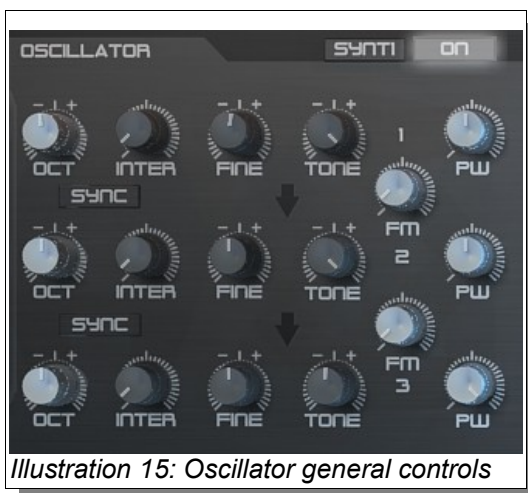 OSCILLATOR SYNTI ON
- I + - I + - I +
1
OCT INTER FINE TONE PW
SYNC
FM
2
OCT INTER FINE TONE PW
SYNC
FM
3
- I + - I + - I +
OCT INTER FINE TONE PW
Illustration 15: Oscillator general controls